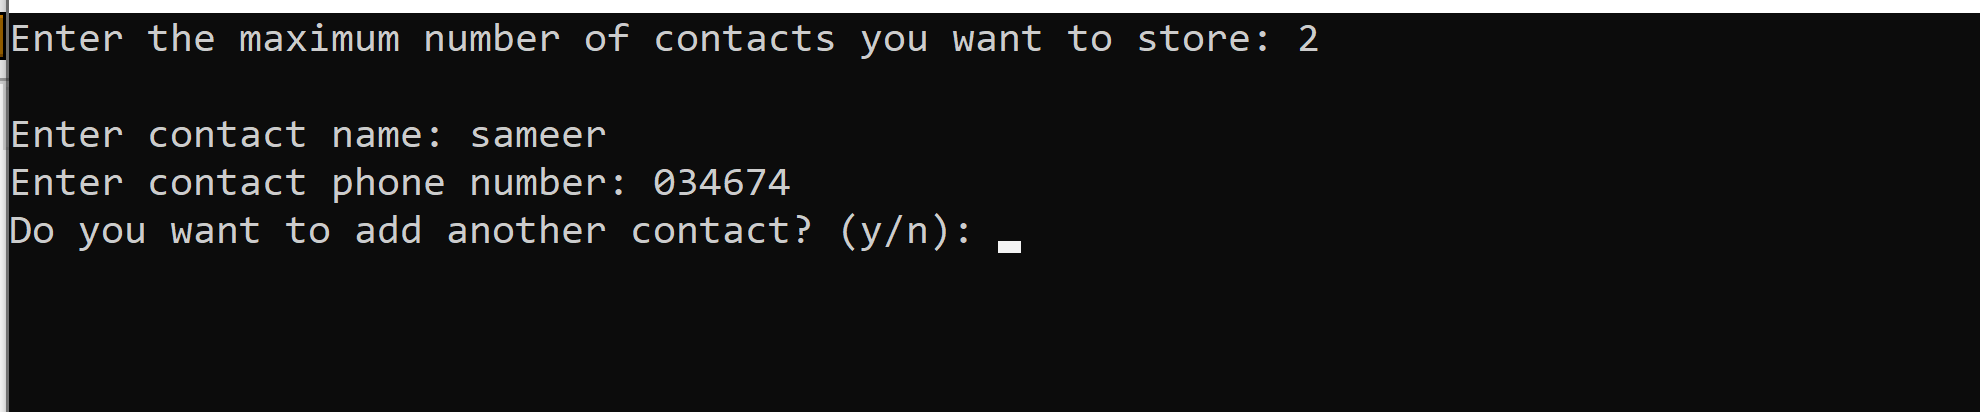 Enter the maximum number of contacts you want to store: 2
Enter contact name: sameer
Enter contact phone number: 034674
Do you want to add another contact? (y/n):